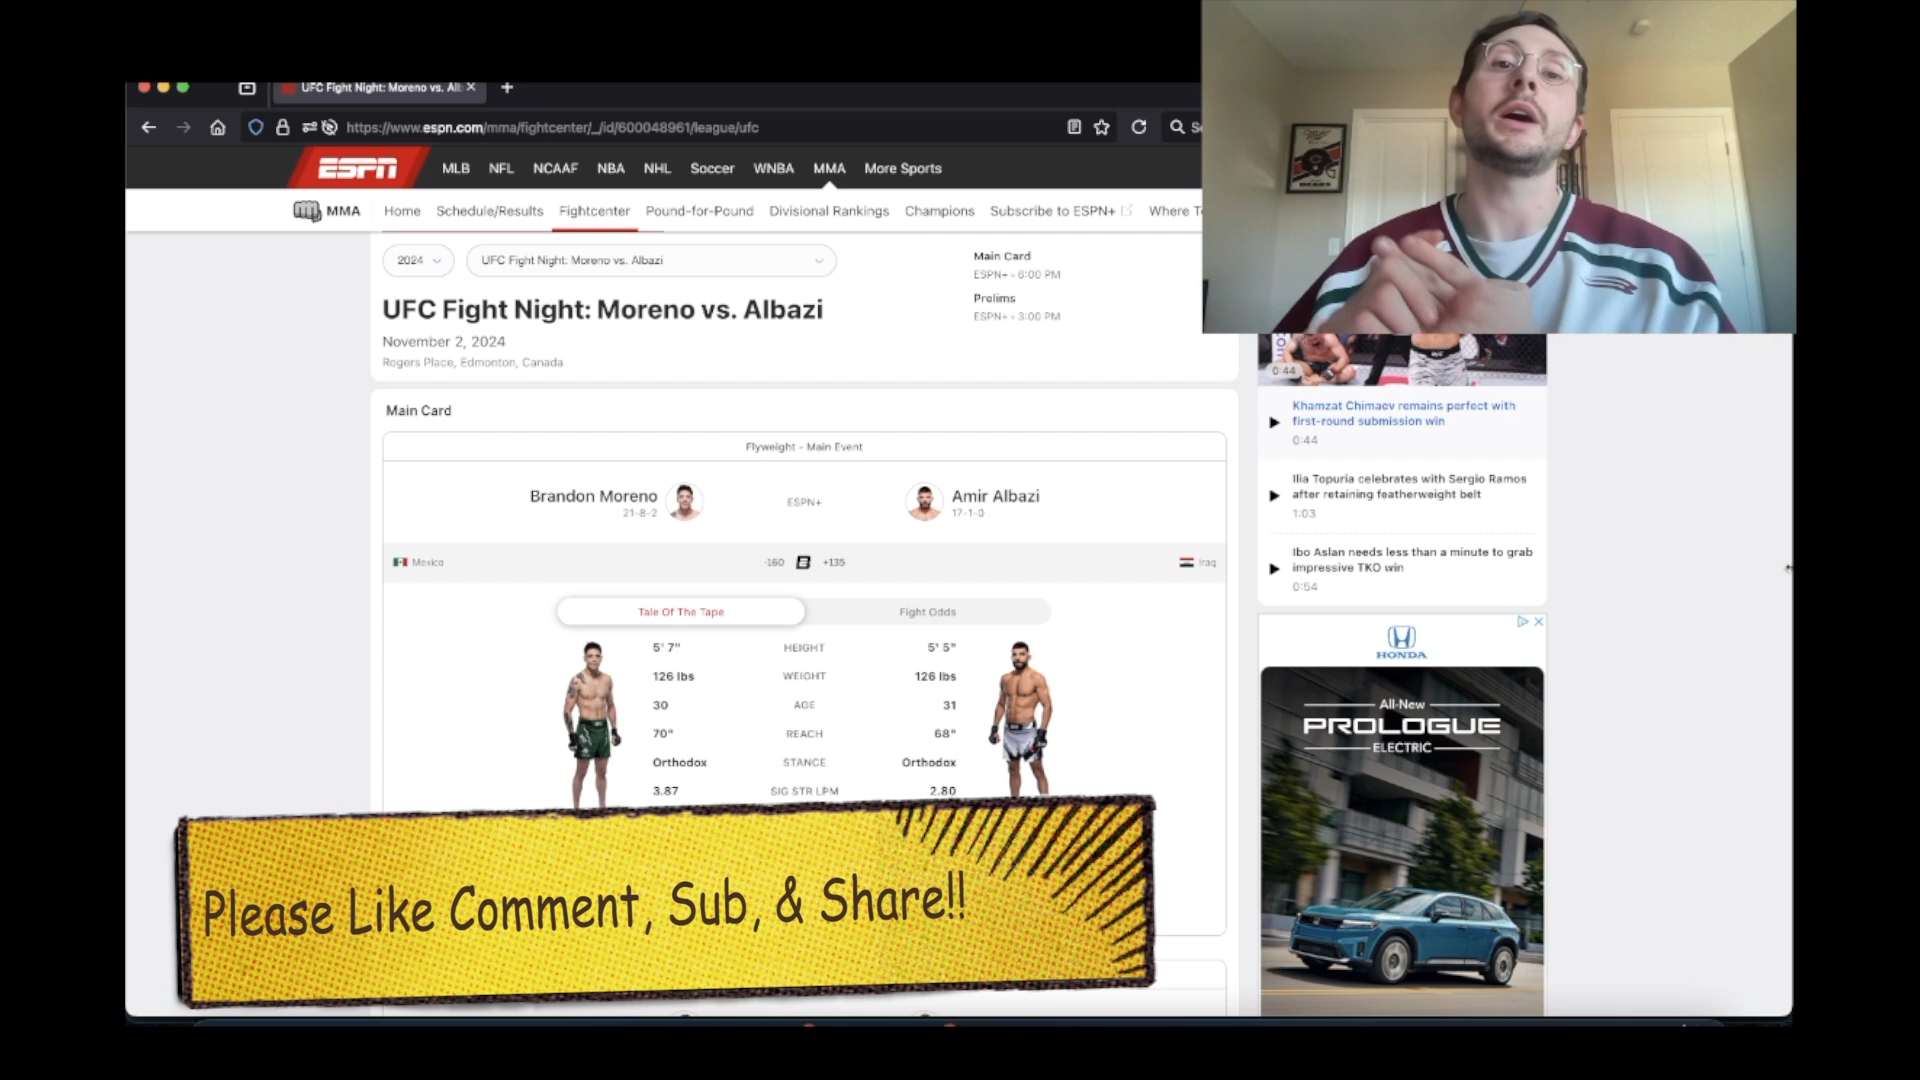 UFC Fight Night: Moreno vs. Alb
https://www.espn.com/mma/fightcenter/_/id/600048961/league/ufc
ESPN
MLB NFL NCAAF NBA NHL Soccer WNBA MMA More Sports
MMA Home Schedule/Results Fightcenter Pound-for-Pound Divisional Rankings Champions Subscribe to ESPN+ Where
2024 UFC Fight Night: Moreno vs. Albazi
UFC Fight Night: Moreno vs. Albazi
November 2, 2024
Rogers Place, Edmonton, Canada
Main Card
ESPN+ - 6:00 PM
Prelims
ESPN+ - 3:00 PM
Main Card
Flyweight - Main Event
Brandon Moreno
21-8-2
ESPN+
Amir Albazi
17-1-0
Mexico -160 +135 Iraq
Tale Of The Tape Fight Odds
5' 7" HEIGHT 5' 5"
126 lbs WEIGHT 126 lbs
30 AGE 31
70" REACH 68"
Orthodox STANCE Orthodox
3.87 SIG STR LPM 2.80
Please Like Comment, Sub, & Share!!
BEARS
0:44
Khamzat Chimaev remains perfect with
first-round submission win
0:44
Ilia Topuria celebrates with Sergio Ramos
after retaining featherweight belt
1:03
Ibo Aslan needs less than a minute to grab
impressive TKO win
0:54
HONDA
All-New
PROLOGUE
ELECTRIC